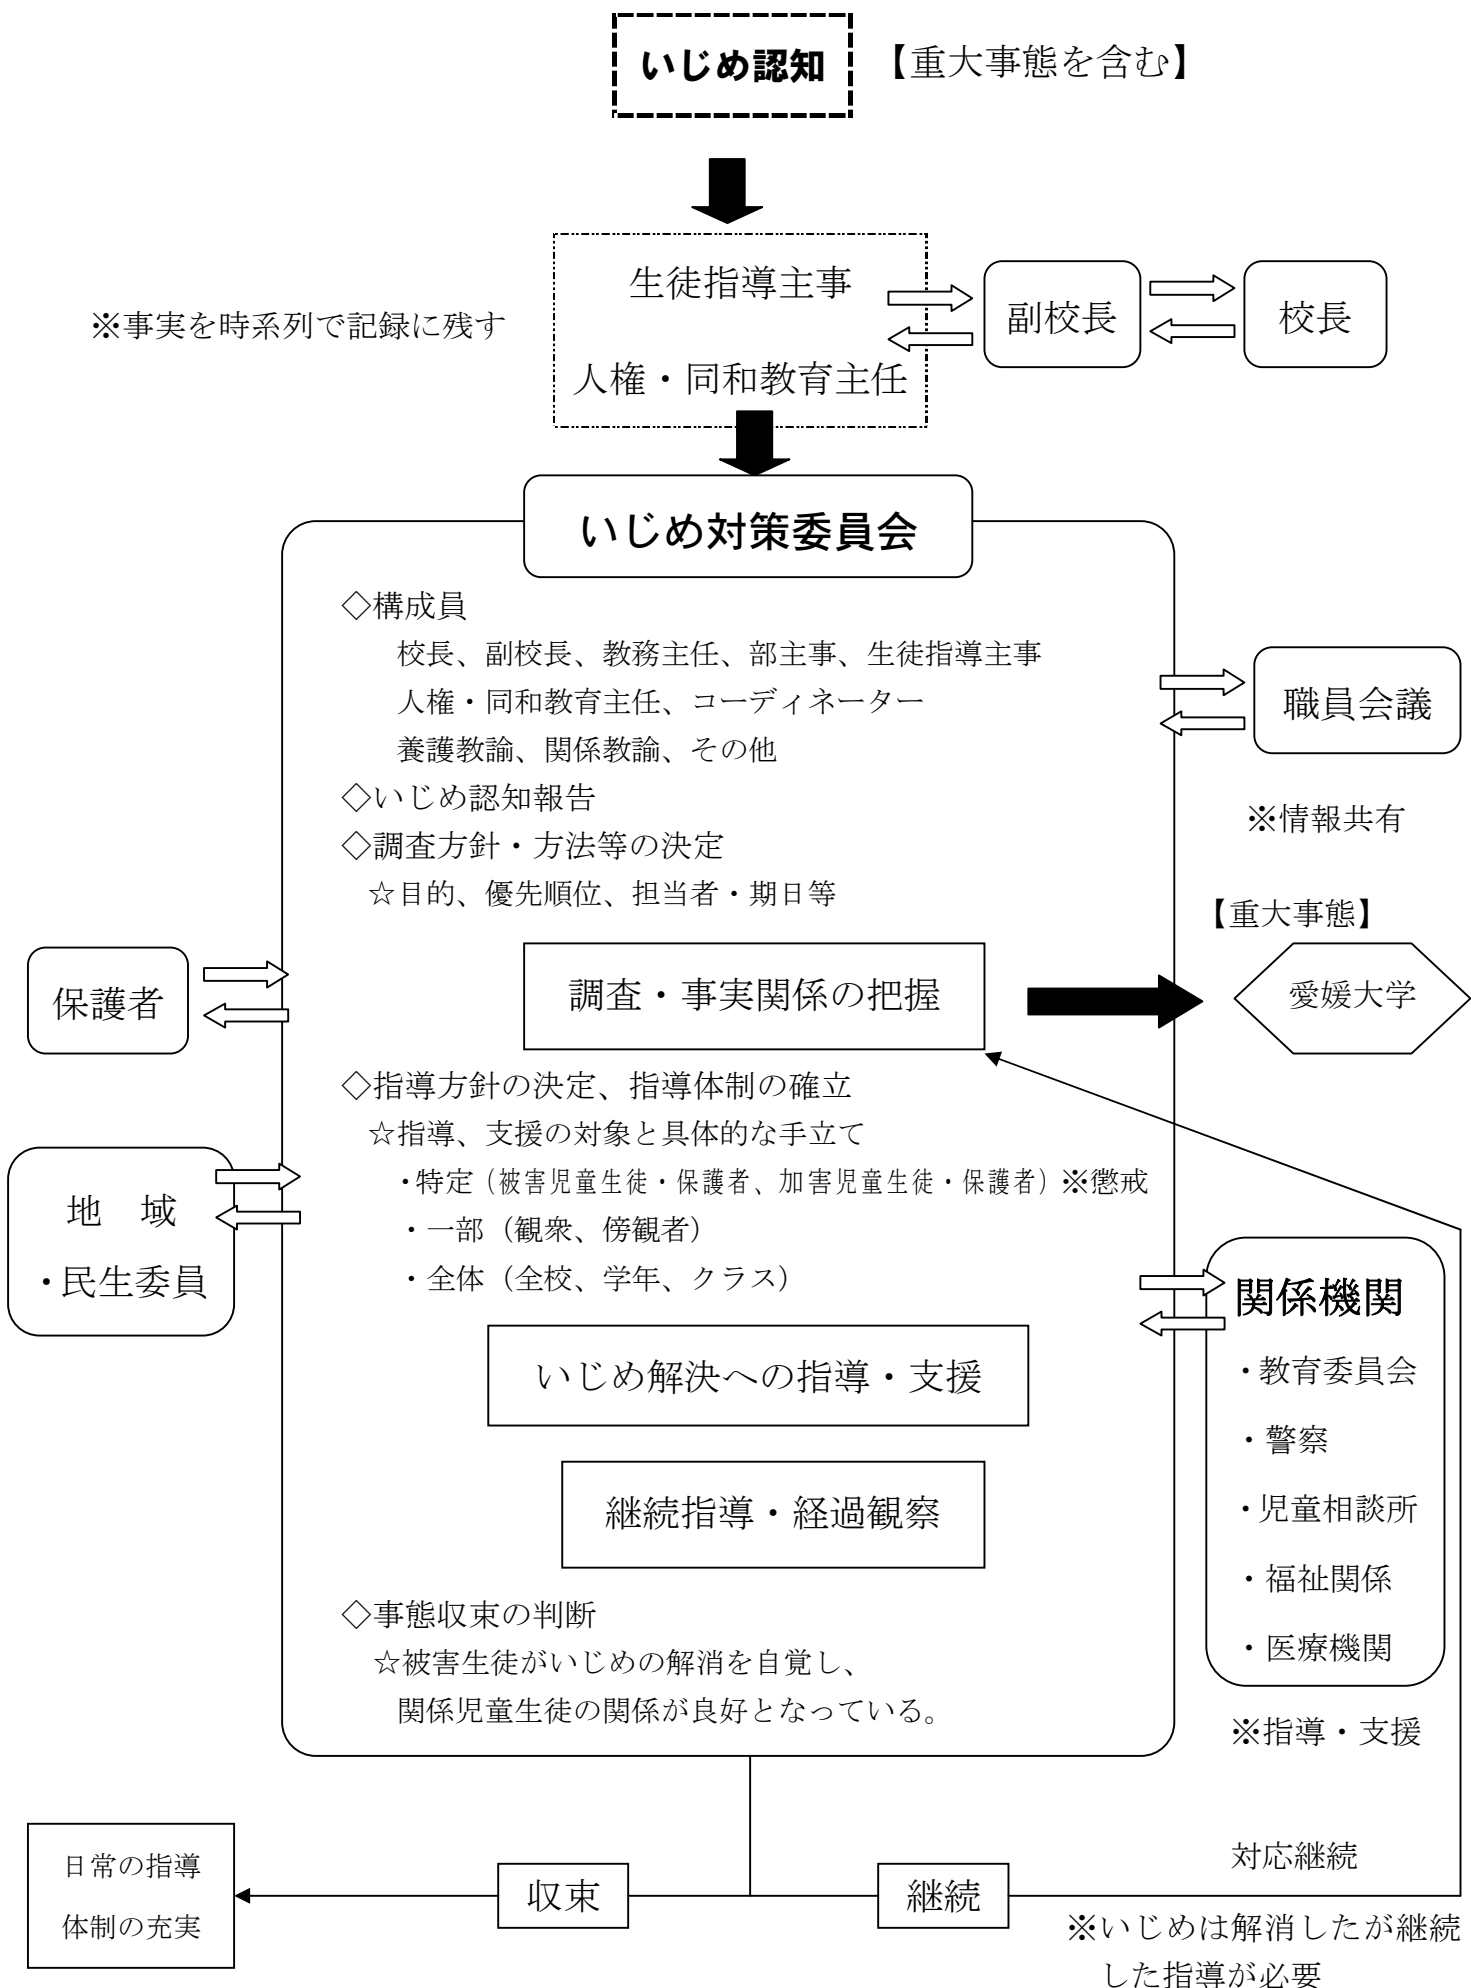 いじめ認知
【重大事態を含む】
生徒指導主事
人権・同和教育主任
副校長
校長
※事実を時系列で記録に残す
いじめ対策委員会
◇構成員
校長、副校長、教務主任、部主事、生徒指導主事
人権・同和教育主任、コーディネーター
養護教諭、関係教諭、その他
◇いじめ認知報告
◇調査方針・方法等の決定
☆目的、優先順位、担当者・期日等
職員会議
※情報共有
【重大事態】
保護者
調査・事実関係の把握
愛媛大学
◇指導方針の決定、指導体制の確立
☆指導、支援の対象と具体的な手立て
・特定（被害児童生徒・保護者、加害児童生徒・保護者）※懲戒
・一部（観衆、傍観者）
・全体（全校、学年、クラス）
地　域
・民生委員
関係機関
・教育委員会
・警察
・児童相談所
・福祉関係
・医療機関
※指導・支援
いじめ解決への指導・支援
継続指導・経過観察
◇事態収束の判断
☆被害生徒がいじめの解消を自覚し、
関係児童生徒の関係が良好となっている。
日常の指導
体制の充実
収束
継続
対応継続
※いじめは解消したが継続
した指導が必要